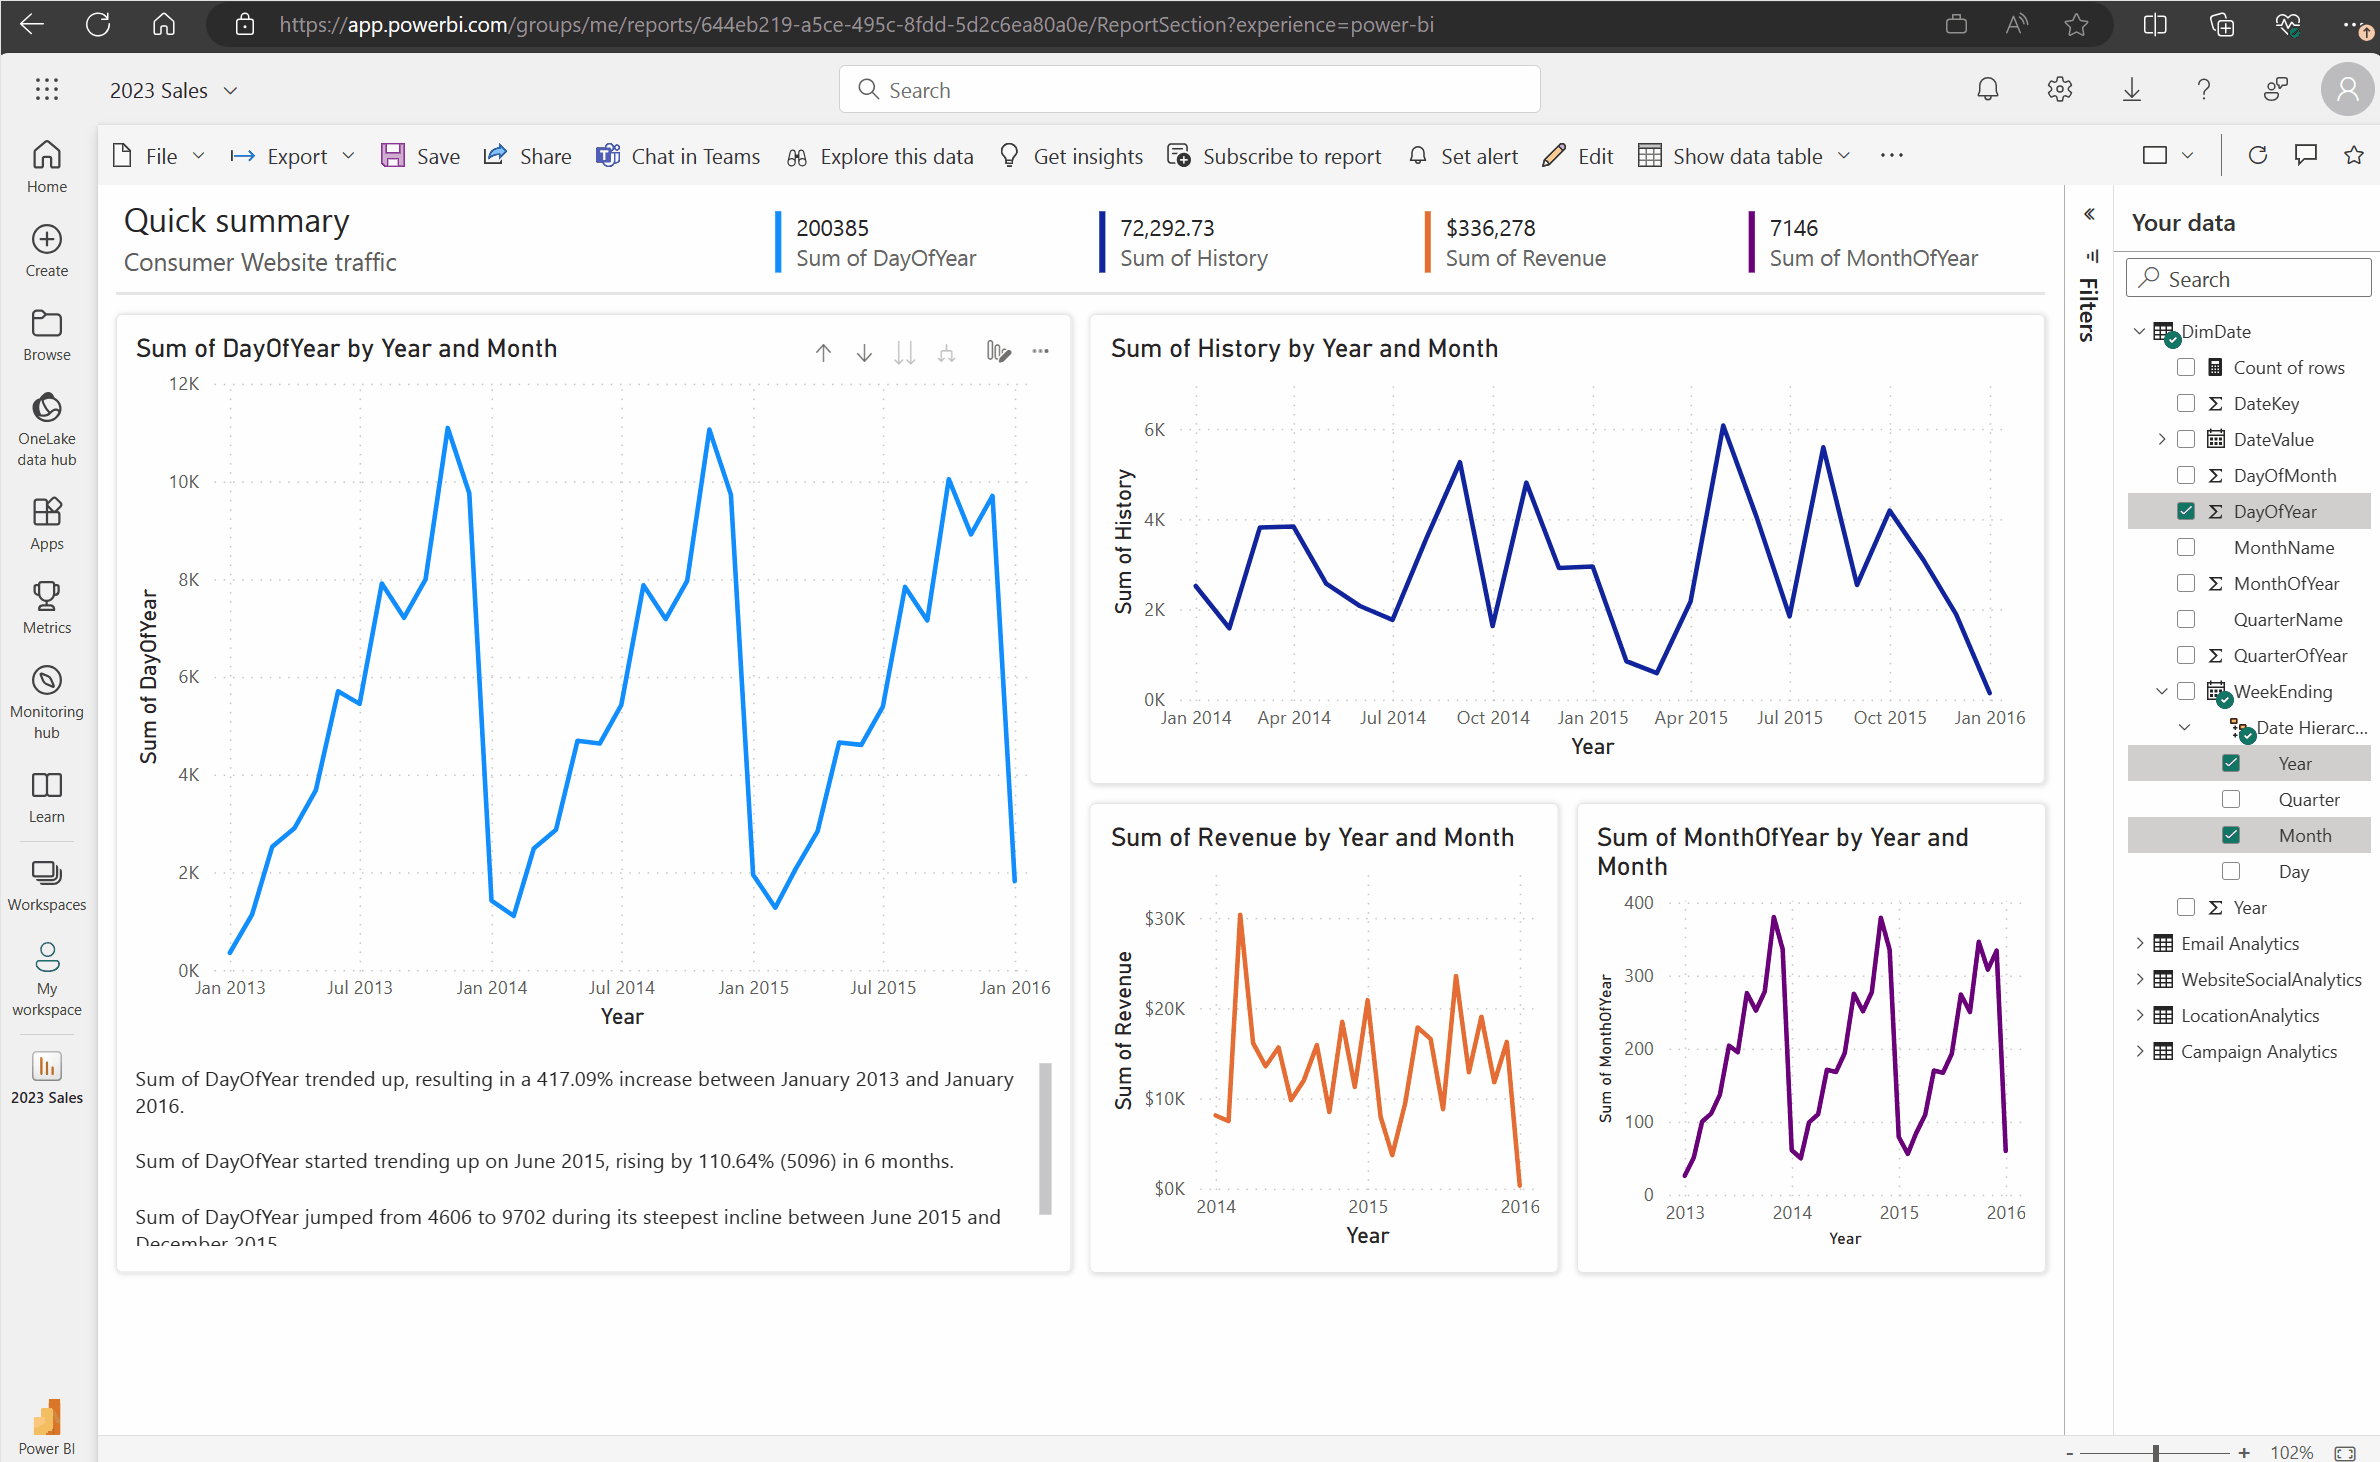 https://app.powerbi.com/groups/me/reports/644eb219-a5ce-495c-8fdd-5d2c6ea80a0e/ReportSection?experience=power-bi
2023 Sales
Search
File
Export
Save
Share
Chat in Teams
Explore this data
Get insights
Subscribe to report
Set alert
Edit
Show data table
Home
Create
Browse
OneLake
data hub
Apps
Metrics
Monitoring
hub
Learn
Workspaces
My
workspace
2023 Sales
Power BI
Quick summary
Consumer Website traffic
200385
Sum of DayOfYear
72,292.73
Sum of History
$336,278
Sum of Revenue
7146
Sum of MonthOfYear
Sum of DayOfYear by Year and Month
Sum of DayOfYear
12K
10K
8K
6K
4K
2K
0K
Jan 2013 Jul 2013 Jan 2014 Jul 2014 Jan 2015 Jul 2015 Jan 2016
Year
Sum of DayOfYear trended up, resulting in a 417.09% increase between January 2013 and January
2016.
Sum of DayOfYear started trending up on June 2015, rising by 110.64% (5096) in 6 months.
Sum of DayOfYear jumped from 4606 to 9702 during its steepest incline between June 2015 and
December 2015
Sum of History by Year and Month
Sum of History
6K
4K
2K
0K
Jan 2014 Apr 2014 Jul 2014 Oct 2014 Jan 2015 Apr 2015 Jul 2015 Oct 2015 Jan 2016
Year
Sum of Revenue by Year and Month
Sum of Revenue
$30K
$20K
$10K
$0K
2014 2015 2016
Year
Sum of MonthOfYear by Year and
Month
Sum of MonthOfYear
400
300
200
100
0
2013 2014 2015 2016
Year
Filters
Your data
Search
DimDate
Count of rows
DateKey
DateValue
DayOfMonth
DayOfYear
MonthName
MonthOfYear
QuarterName
QuarterOfYear
WeekEnding
Date Hierarc...
Year
Quarter
Month
Day
Year
Email Analytics
WebsiteSocialAnalytics
LocationAnalytics
Campaign Analytics
- + 102%